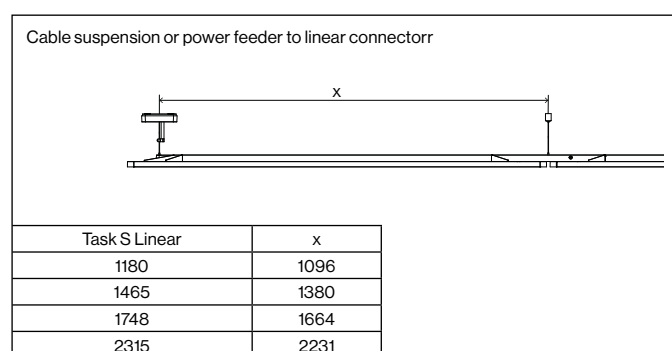 Cable suspension or power feeder to linear connectorr
x
Task S Linear x
1180 1096
1465 1380
1748 1664
2315 2231